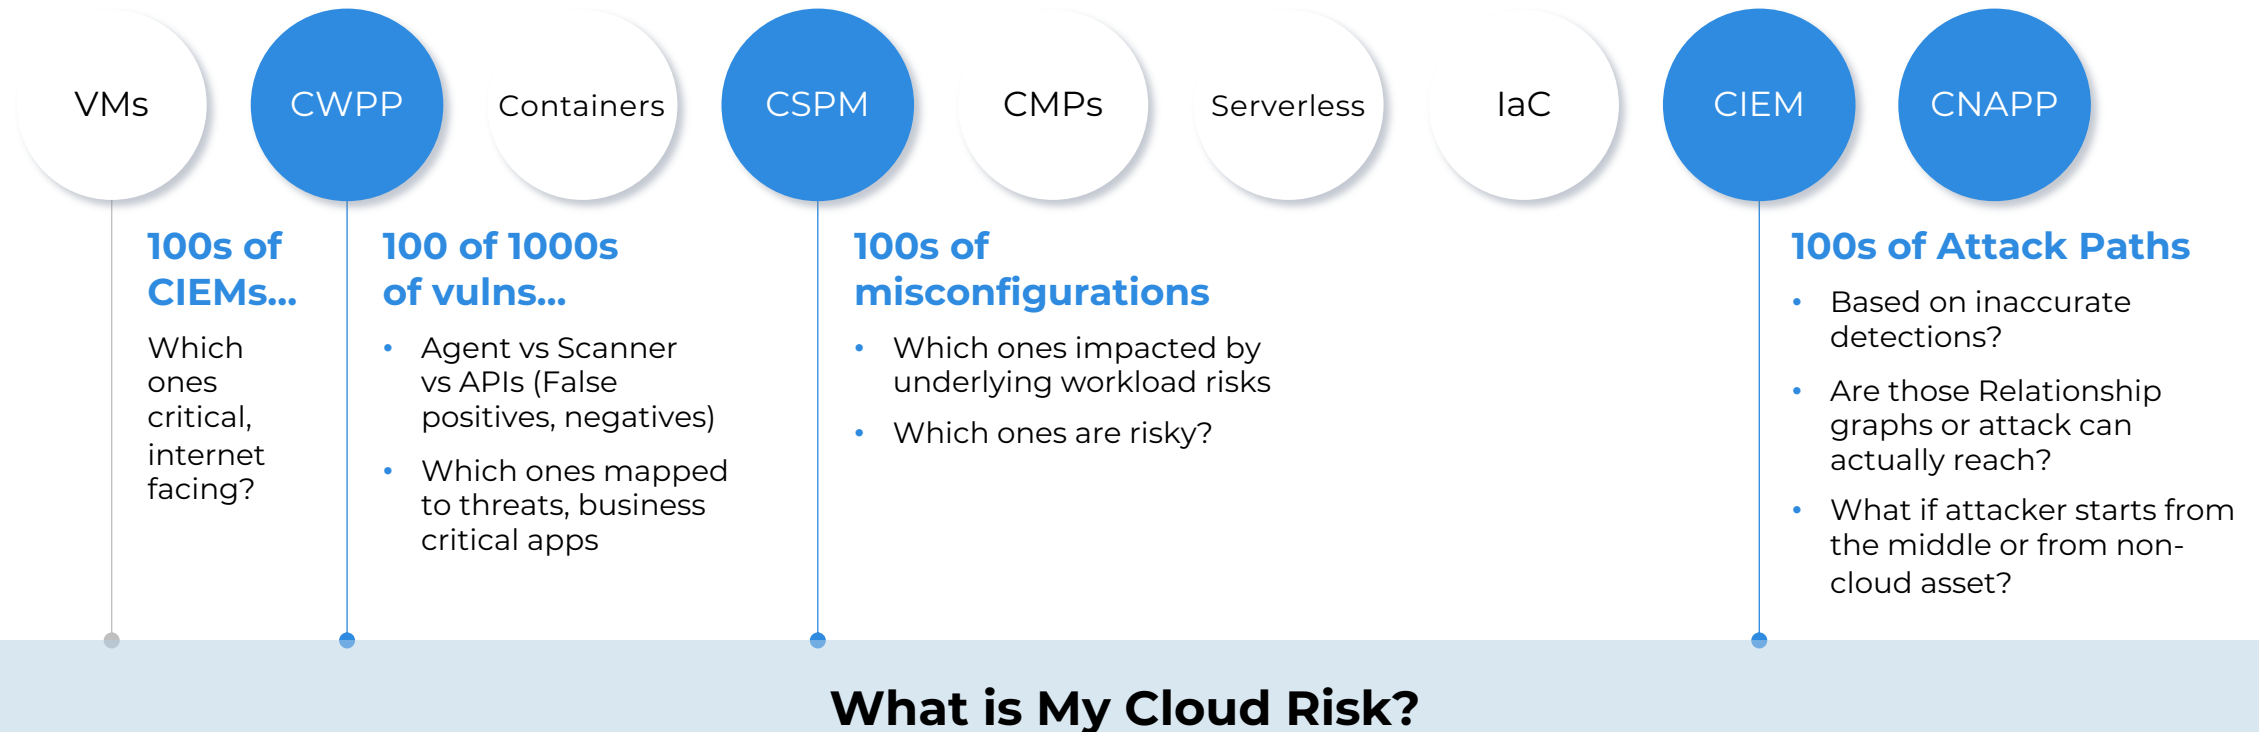 VMs
CWPP
Containers
CSPM
CMPs
Serverless
IaC
CIEM
CNAPP
100s of
CIEMs...
Which
ones
critical,
internet
facing?
100 of 1000s
of vulns...
• Agent vs Scanner
vs APIs (False
positives, negatives)
• Which ones mapped
to threats, business
critical apps
100s of
misconfigurations
• Which ones impacted by
underlying workload risks
• Which ones are risky?
100s of Attack Paths
• Based on inaccurate
detections?
• Are those Relationship
graphs or attack can
actually reach?
• What if attacker starts from
the middle or from non-
cloud asset?
What is My Cloud Risk?